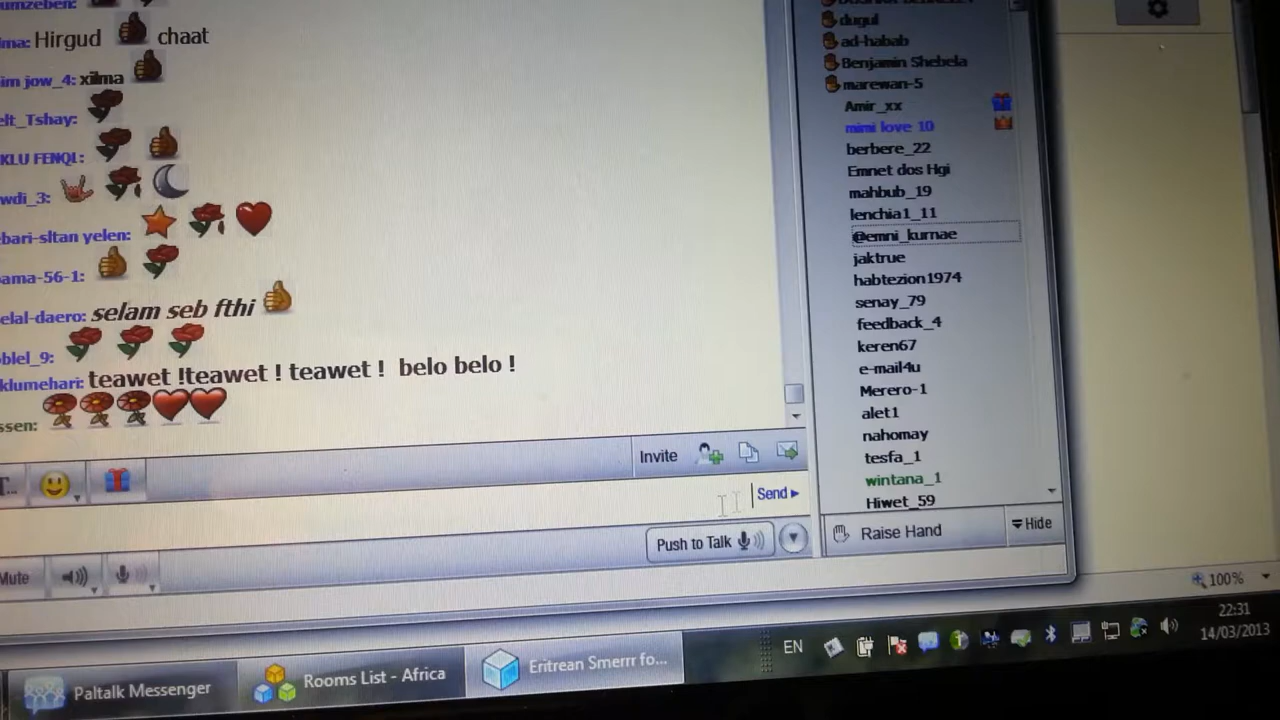 umzeben:
ma: Hirgud chaat
im jow_4: xilma
elt_Tshay:
KLU FENQL:
wdi_3:
bari-sltan yelen:
ama-56-1:
elal-daero: selam seb fthi
blel_9:
klumehari: teawet !teawet ! teawet ! belo belo !
ssen:
Invite
Send
Push to Talk
Mute
dugul
ad-habab
Benjamin Shebela
marewan-5
Amir_xx
mimi love 10
berbere_22
Emnet dos Hgi
mahbub_19
lenchia1_11
@emni_kurnae
jaktrue
habtezion1974
senay_79
feedback_4
keren67
e-mail4u
Merero-1
alet1
nahomay
tesfa_1
wintana_1
Hiwet_59
Raise Hand
Hide
100%
EN
22:31
14/03/2013
Paltalk Messenger
Rooms List - Africa
Eritrean Smerrr fo...